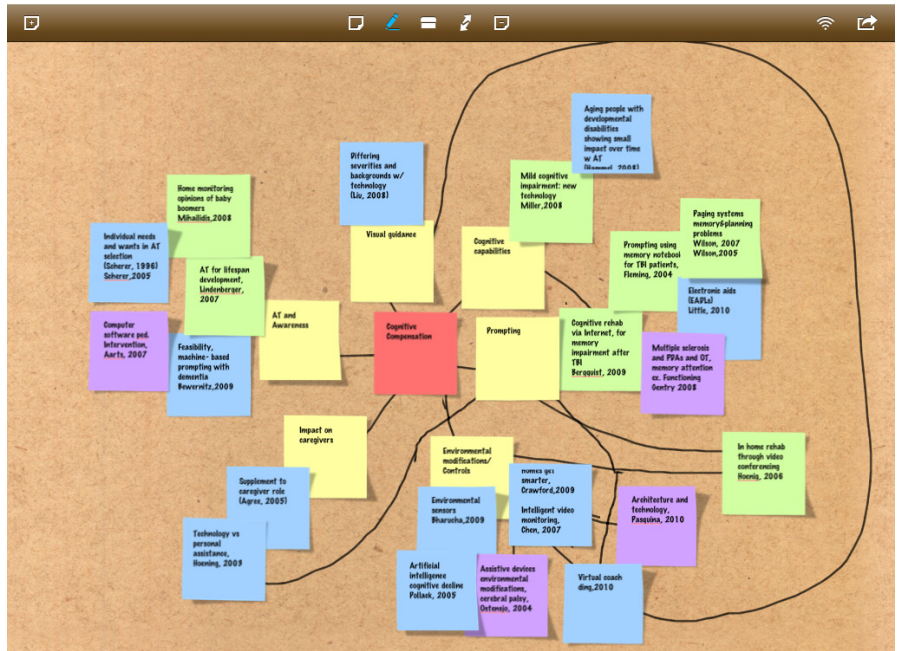 Aging people with
developmental
disabilities
showing small
impact over time
w AT
(Hammel, 2008)
Differing
severities and
backgrounds w/
technology
(Liu, 2008)
Mild cognitive
impairment: new
technology
Miller,2008
Home monitoring
opinions of baby
boomers
Mihailidis,2008
Paging systems
memory&planning
problems
Wilson, 2007
Wilson,2005
Individual needs
and wants in AT
selection
(Scherer, 1996)
Scherer,2005
Visual guidance
Cognitive
capabilities
Prompting using
memory notebook
for TBI patients,
Fleming, 2004
AT for lifespan
development,
Lindenberger,
2007
Electronic aids
(EADLs)
Little, 2010
Computer
software ped.
Intervention,
Aarts, 2007
AT and
Awareness
Cognitive
Compensation
Prompting
Cognitive rehab
via Internet, for
memory
impairment after
TBI
Bergquist, 2009
Feasibility,
machine- based
prompting with
dementia
Bewernitz,2009
Multiple sclerosis
and PDAs and OT,
memory attention
ex. Functioning
Gentry 2008
Impact on
caregivers
Environmental
modifications/
Controls
In home rehab
through video
conferencing
Hoenig, 2006
Supplement to
caregiver role
(Agree, 2005)
Homes get
smarter,
Crawford,2009
Intelligent video
monitoring,
Chen, 2007
Environmental
sensors
Bharucha,2009
Architecture and
technology,
Pasquina, 2010
Technology vs
personal
assistance,
Hoening, 2003
Artificial
intelligence
cognitive decline
Pollack, 2005
Assistive devices
environmental
modifications,
cerebral palsy,
Ostensjo, 2004
Virtual coach
ding,2010